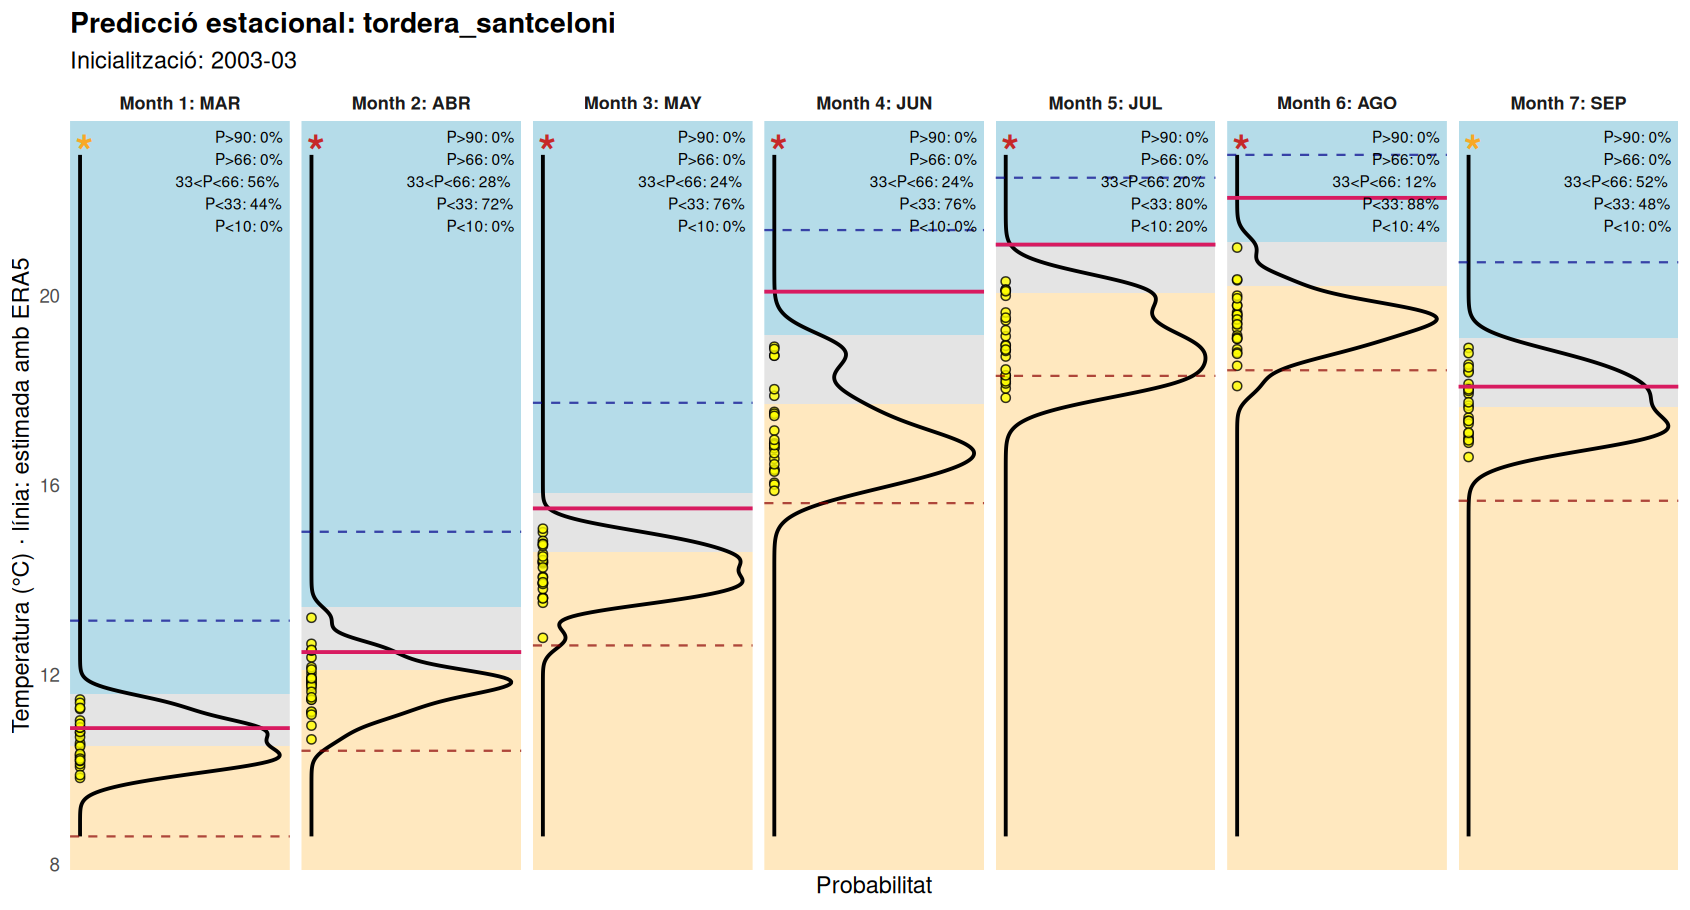 Predicció estacional: tordera_santceloni
Inicialització: 2003-03
Month 1: MAR
Month 2: ABR
Month 3: MAY
Month 4: JUN
Month 5: JUL
Month 6: AGO
Month 7: SEP
*
P>90: 0%
P>66: 0%
33<P<66: 56%
P<33: 44%
P<10: 0%
*
P>90: 0%
P>66: 0%
33<P<66: 28%
P<33: 72%
P<10: 0%
*
P>90: 0%
P>66: 0%
33<P<66: 24%
P<33: 76%
P<10: 0%
*
P>90: 0%
P>66: 0%
33<P<66: 24%
P<33: 76%
P<10: 0%
*
P>90: 0%
P>66: 0%
33<P<66: 20%
P<33: 80%
P<10: 20%
*
P>90: 0%
P>66: 0%
33<P<66: 12%
P<33: 88%
P<10: 4%
*
P>90: 0%
P>66: 0%
33<P<66: 52%
P<33: 48%
P<10: 0%
Temperatura (°C) · línia: estimada amb ERA5
20
16
12
8
Probabilitat